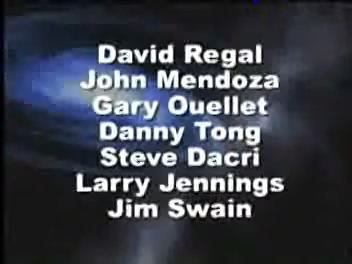 David Regal
John Mendoza
Gary Ouellet
Danny Tong
Steve Dacri
Larry Jennings
Jim Swain